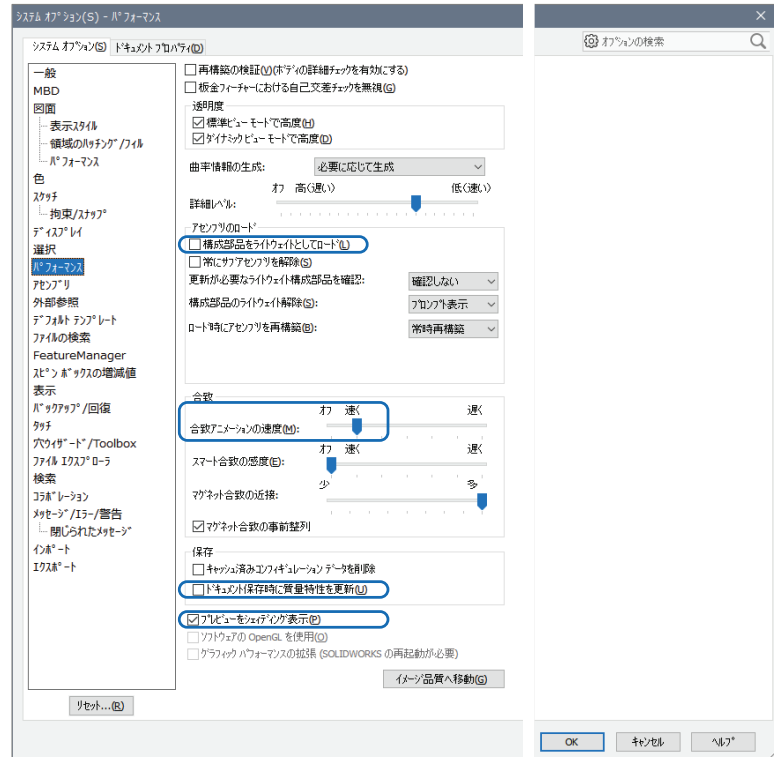 ｼｽﾃﾑ ｵﾌﾟｼｮﾝ(S) - ﾊﾟﾌｫｰﾏﾝｽ
ｼｽﾃﾑ ｵﾌﾟｼｮﾝ(S) ﾄﾞｷｭﾒﾝﾄ ﾌﾟﾛﾊﾟﾃｨ(D)
ｵﾌﾟｼｮﾝの検索
一般
MBD
図面
表示ｽﾀｲﾙ
領域のﾊｯﾁﾝｸﾞ/ﾌｨﾙ
ﾊﾟﾌｫｰﾏﾝｽ
色
ｽｹｯﾁ
拘束/ｽﾅｯﾌﾟ
ﾃﾞｨｽﾌﾟﾚｲ
選択
ﾊﾟﾌｫｰﾏﾝｽ
ｱｾﾝﾌﾞﾘ
外部参照
ﾃﾞﾌｫﾙﾄ ﾃﾝﾌﾟﾚｰﾄ
ﾌｧｲﾙの検索
FeatureManager
ｽﾋﾟﾝ ﾎﾞｯｸｽの増減値
表示
ﾊﾞｯｸｱｯﾌﾟ/回復
ﾀｯﾁ
穴ｳｨｻﾞｰﾄﾞ/Toolbox
ﾌｧｲﾙ ｴｸｽﾌﾟﾛｰﾗ
検索
ｺﾗﾎﾞﾚｰｼｮﾝ
ﾒｯｾｰｼﾞ/ｴﾗｰ/警告
閉じられたﾒｯｾｰｼﾞ
ｲﾝﾎﾟｰﾄ
ｴｸｽﾎﾟｰﾄ
ﾘｾｯﾄ...(R)
再構築の検証(V)(ﾎﾞﾃﾞｨの詳細ﾁｪｯｸを有効にする)
板金ﾌｨｰﾁｬｰにおける自己交差ﾁｪｯｸを無視(G)
透明度
標準ﾋﾞｭｰ ﾓｰﾄﾞで高度(H)
ﾀﾞｲﾅﾐｯｸ ﾋﾞｭｰ ﾓｰﾄﾞで高度(D)
曲率情報の生成: 必要に応じて生成
ｵﾌ 高(遅い) 低(速い)
詳細ﾚﾍﾞﾙ:
ｱｾﾝﾌﾞﾘのﾛｰﾄﾞ
構成部品をﾗｲﾄｳｪｲﾄとしてﾛｰﾄﾞ(L)
常にｻﾌﾞｱｾﾝﾌﾞﾘを解除(S)
更新が必要なﾗｲﾄｳｪｲﾄ構成部品を確認: 確認しない
構成部品のﾗｲﾄｳｪｲﾄ解除(S): ﾌﾟﾛﾝﾌﾟﾄ表示
ﾛｰﾄﾞ時にｱｾﾝﾌﾞﾘを再構築(B): 常時再構築
合致
ｵﾌ 速く 遅く
合致ｱﾆﾒｰｼｮﾝの速度(M):
ｵﾌ 速く 遅く
ｽﾏｰﾄ合致の感度(E):
少 多
ﾏｸﾞﾈｯﾄ合致の近接:
ﾏｸﾞﾈｯﾄ合致の事前整列
保存
ｷｬｯｼｭ済みｺﾝﾌｨｷﾞｭﾚｰｼｮﾝ ﾃﾞｰﾀを削除
ﾄﾞｷｭﾒﾝﾄ保存時に質量特性を更新(U)
ﾌﾟﾚﾋﾞｭｰをｼｪｲﾃﾞｨﾝｸﾞ表示(P)
ｿﾌﾄｳｪｱの OpenGL を使用(O)
ｸﾞﾗﾌｨｯｸ ﾊﾟﾌｫｰﾏﾝｽの拡張 (SOLIDWORKS の再起動が必要)
ｲﾒｰｼﾞ品質へ移動(G)
OK ｷｬﾝｾﾙ ﾍﾙﾌﾟ